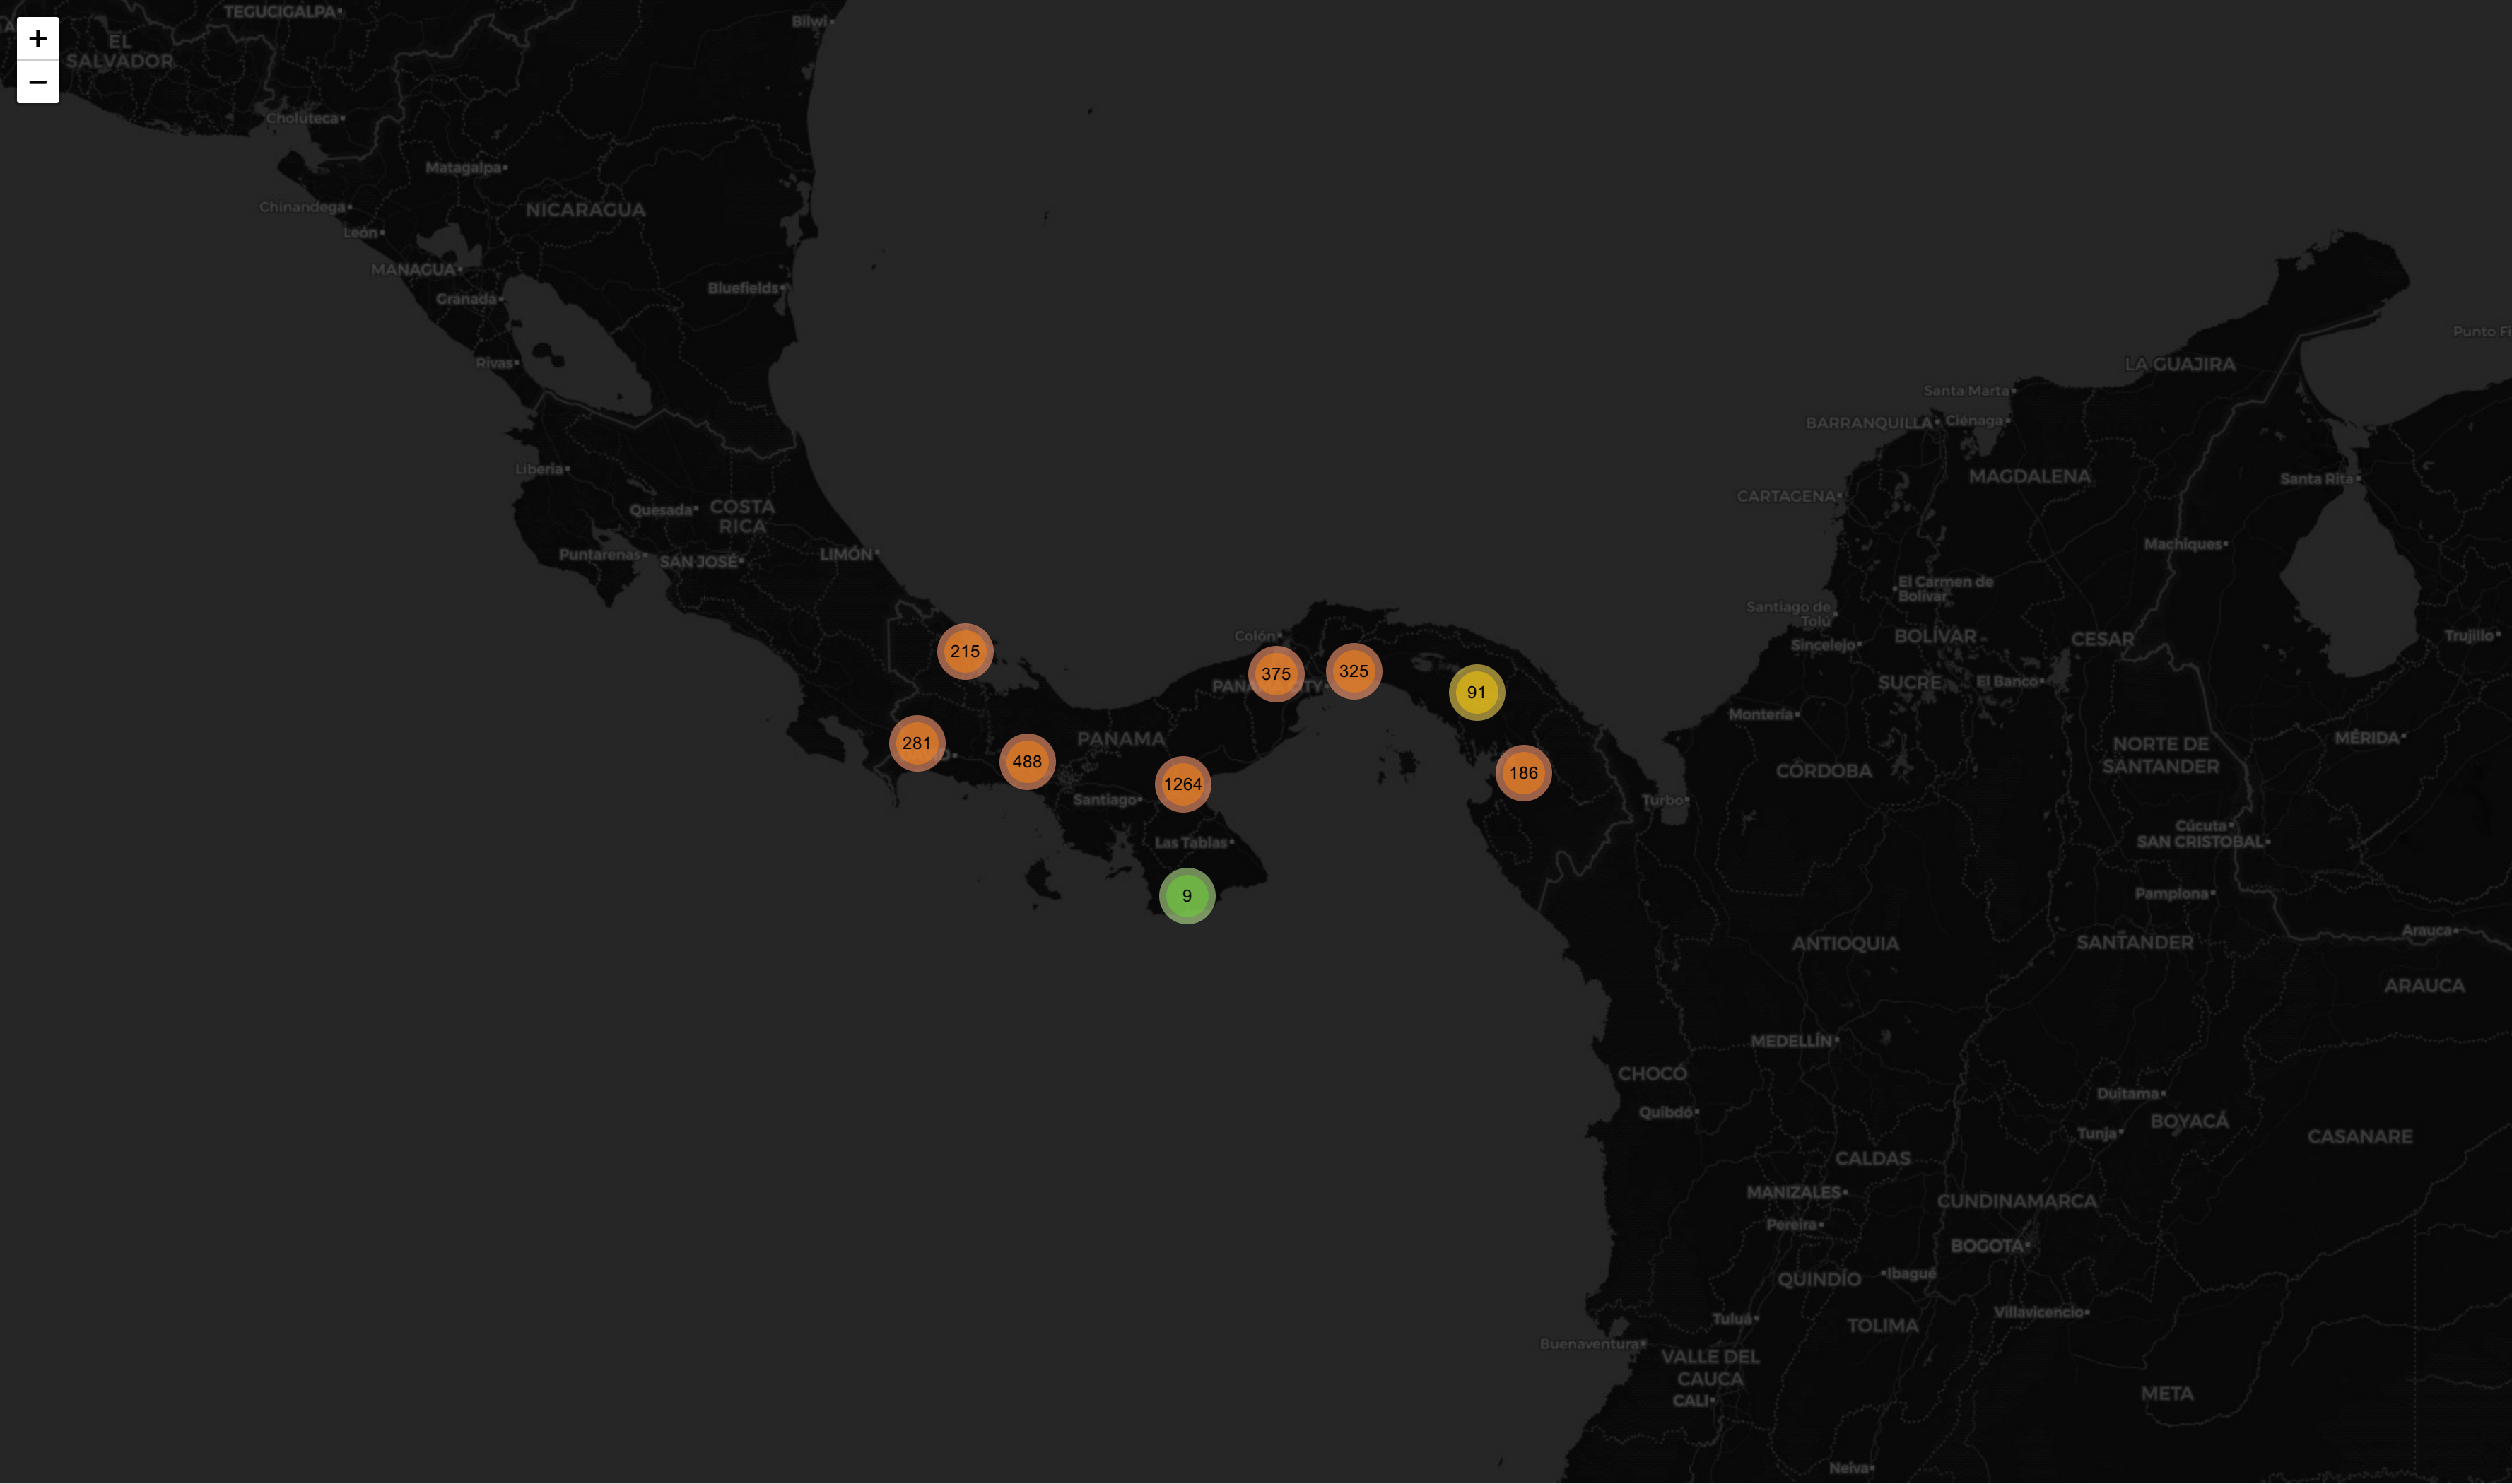 TEGUCIGALPA
Bilwi
+
−
EL
SALVADOR
Choluteca
Matagalpa
Chinandega
NICARAGUA
León
MANAGUA
Bluefields
Granada
Punto Fi
Rivas
LA GUAJIRA
Santa Marta
BARRANQUILLA
Ciénaga
Liberia
MAGDALENA
Santa Rita
CARTAGENA
Quesada
COSTA
RICA
Machiques
Puntarenas
SAN JOSÉ
LIMÓN
El Carmen de
Bolívar
Santiago de
Tolú
Colón
BOLÍVAR
CESAR
Trujillo
Sincelejo
215
375
325
PANA
TY
SUCRE
El Banco
91
Montería
281
PANAMA
MÉRIDA
NORTE DE
SANTANDER
488
186
CÓRDOBA
1264
Santiago
Turbo
Cúcuta
Las Tablas
SAN CRISTOBAL
9
Pamplona
Arauca
ANTIOQUIA
SANTANDER
ARAUCA
MEDELLÍN
CHOCÓ
Duitama
Quibdó
BOYACÁ
Tunja
CASANARE
CALDAS
MANIZALES
CUNDINAMARCA
Pereira
BOGOTA
Ibagué
QUINDÍO
Villavicencio
Tuluá
TOLIMA
Buenaventura
VALLE DEL
CAUCA
META
CALI
Neiva